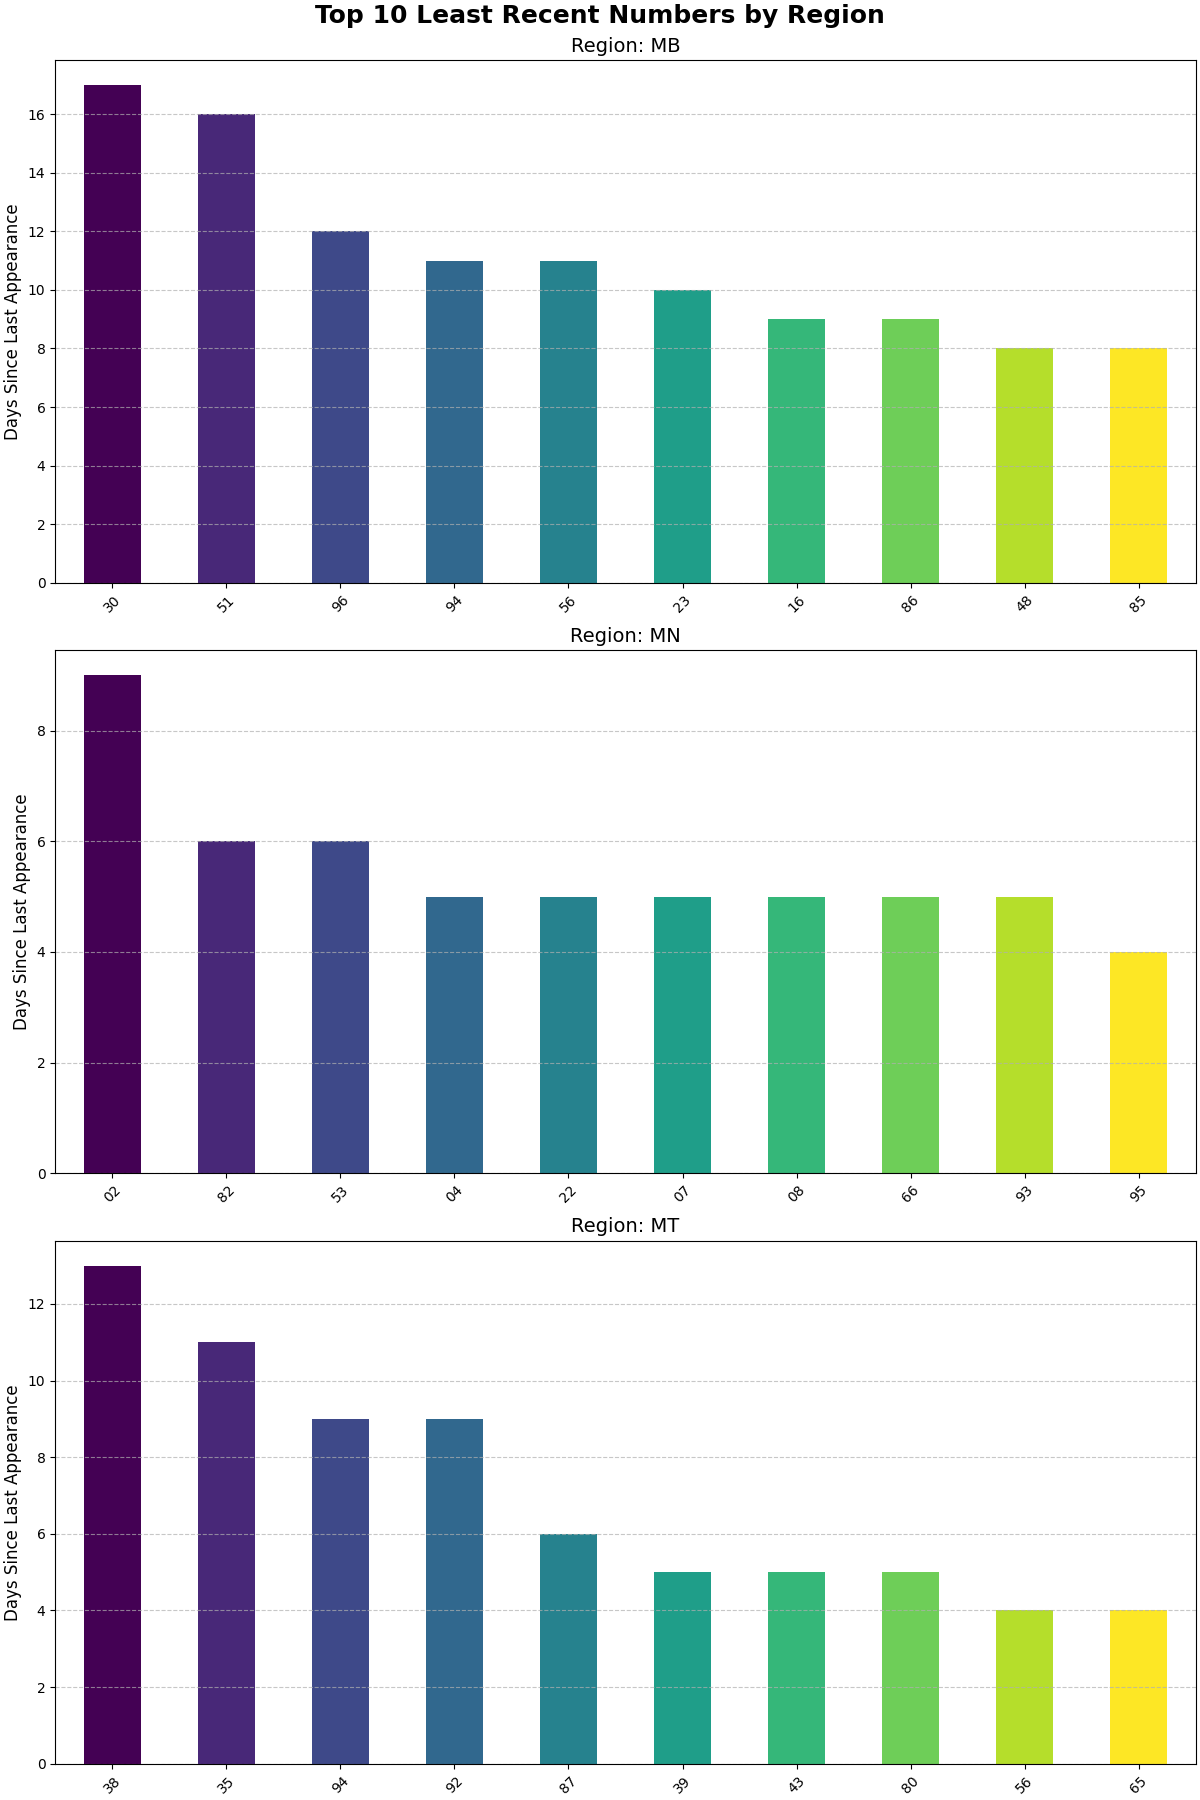 Top 10 Least Recent Numbers by Region
Region: MB
Days Since Last Appearance
16
14
12
10
8
6
4
2
0
30 51 96 94 56 23 16 86 48 85
Region: MN
Days Since Last Appearance
8
6
4
2
0
02 82 53 04 22 07 08 66 93 95
Region: MT
Days Since Last Appearance
12
10
8
6
4
2
0
38 35 94 92 87 39 43 80 56 65